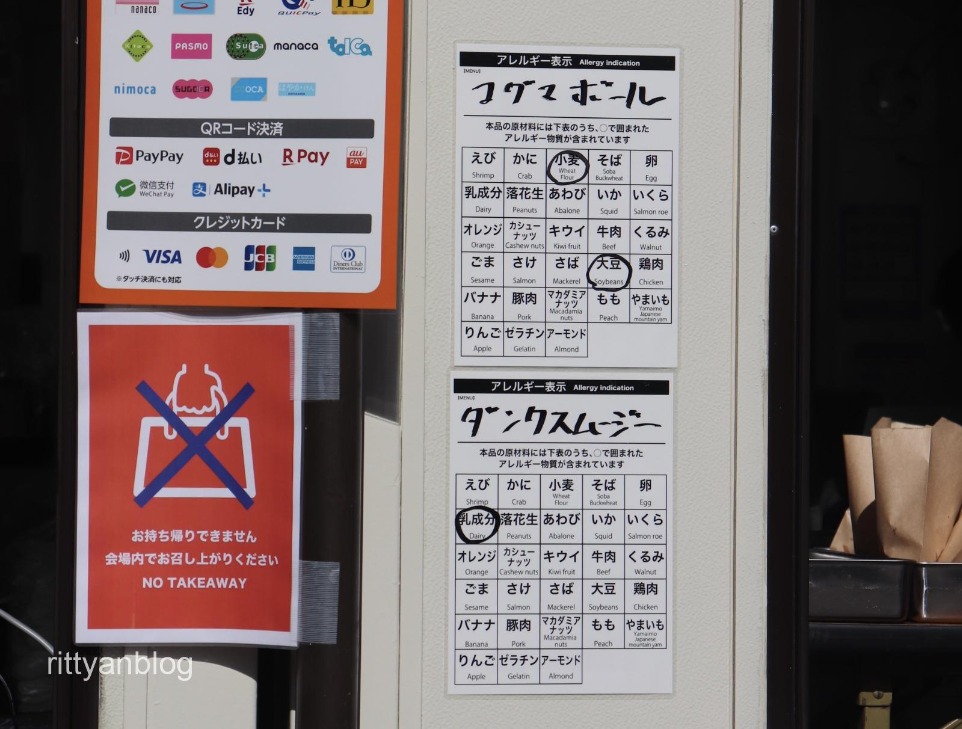 nanaco
Edy
QUICPay
iD
Kitaca
PASMO
Suica
manaca
TOICA
nimoca
SUGOCA
ICOCA
はやかけん
QRコード決済
PayPay
d払い
R Pay
au PAY
微信支付
WeChat Pay
Alipay+
クレジットカード
VISA
mastercard
JCB
AMERICAN EXPRESS
Diners Club
INTERNATIONAL
※タッチ決済にも対応
お持ち帰りできません
会場内でお召し上がりください
NO TAKEAWAY
アレルギー表示 Allergy indication
[MENU]
コグマボール
本品の原材料には下表のうち、○で囲まれた
アレルギー物質が含まれています
えび かに 小麦 そば 卵
Shrimp Crab Wheat Flour Soba Buckwheat Egg
乳成分 落花生 あわび いか いくら
Dairy Peanuts Abalone Squid Salmon roe
オレンジ カシューナッツ キウイ 牛肉 くるみ
Orange Cashew nuts Kiwi fruit Beef Walnut
ごま さけ さば 大豆 鶏肉
Sesame Salmon Mackerel Soybeans Chicken
バナナ 豚肉 マカダミアナッツ もも やまいも
Banana Pork Macadamia nuts Peach Yamaimo Japanese mountain yam
りんご ゼラチン アーモンド
Apple Gelatin Almond
アレルギー表示 Allergy indication
[MENU]
ダンクスムージー
本品の原材料には下表のうち、○で囲まれた
アレルギー物質が含まれています
えび かに 小麦 そば 卵
Shrimp Crab Wheat Flour Soba Buckwheat Egg
乳成分 落花生 あわび いか いくら
Dairy Peanuts Abalone Squid Salmon roe
オレンジ カシューナッツ キウイ 牛肉 くるみ
Orange Cashew nuts Kiwi fruit Beef Walnut
ごま さけ さば 大豆 鶏肉
Sesame Salmon Mackerel Soybeans Chicken
バナナ 豚肉 マカダミアナッツ もも やまいも
Banana Pork Macadamia nuts Peach Yamaimo Japanese mountain yam
りんご ゼラチン アーモンド
Apple Gelatin Almond
rittyanblog